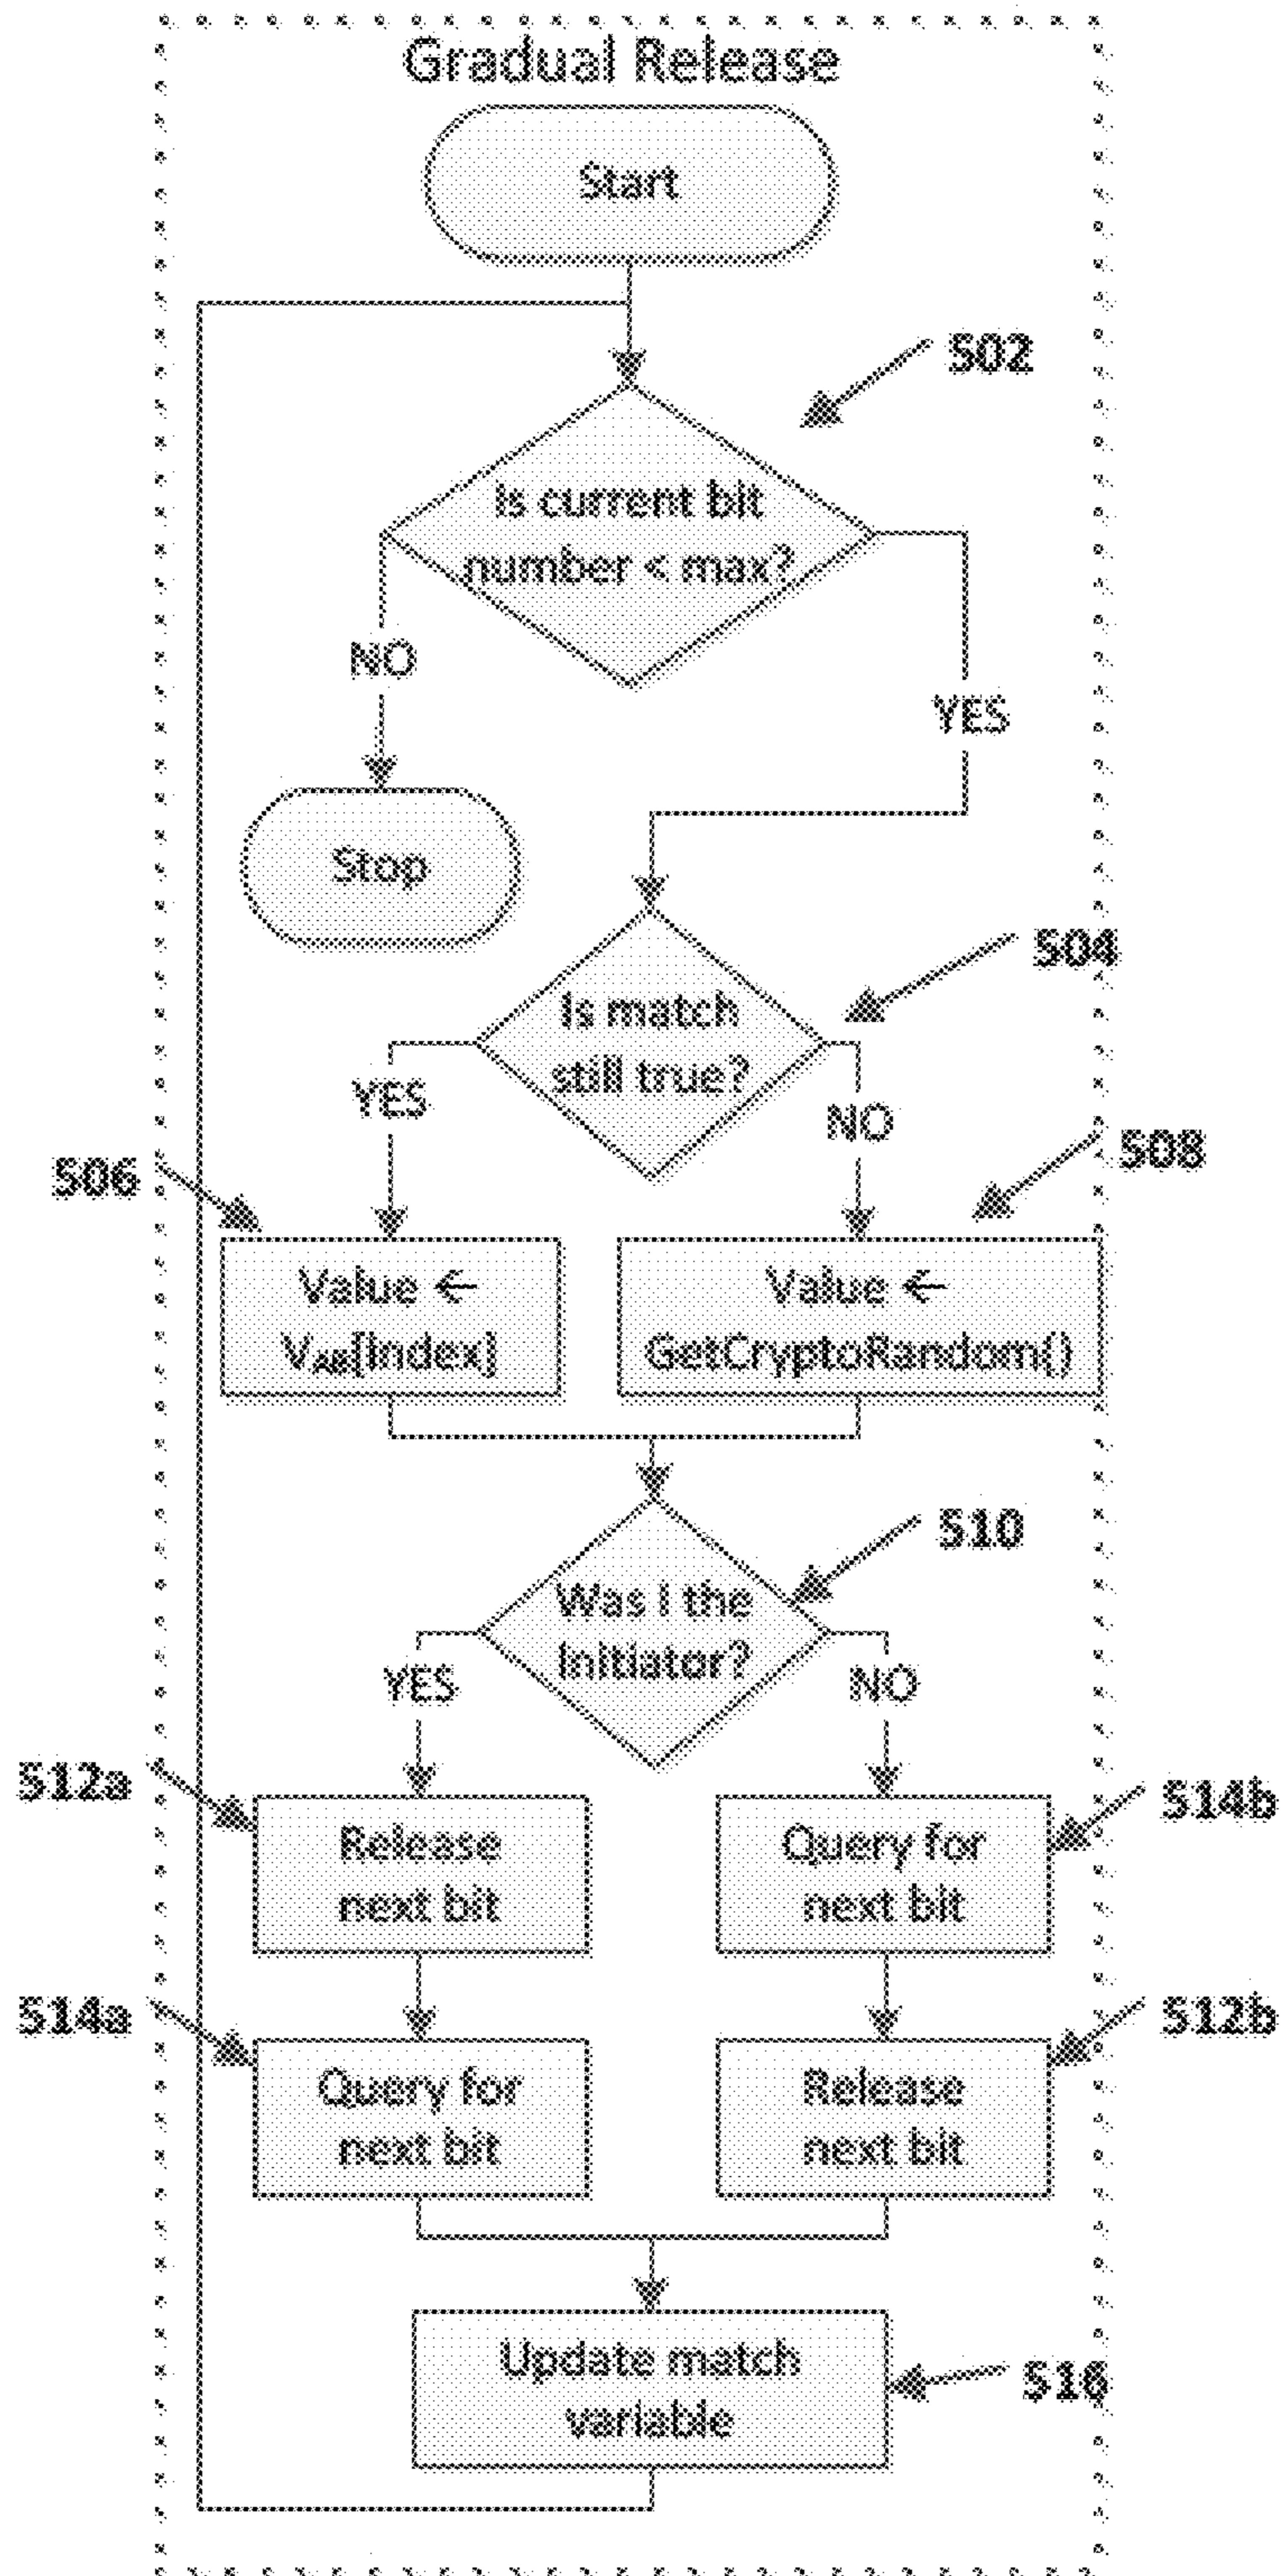 Gradual Release
Start
502
Is current bit
number < max?
NO
YES
Stop
504
Is match
still true?
YES
NO
506
508
Value ←
V_AB[Index]
Value ←
GetCryptoRandom()
510
Was I the
Initiator?
YES
NO
512a
Release
next bit
514b
Query for
next bit
514a
Query for
next bit
512b
Release
next bit
Update match
variable
516